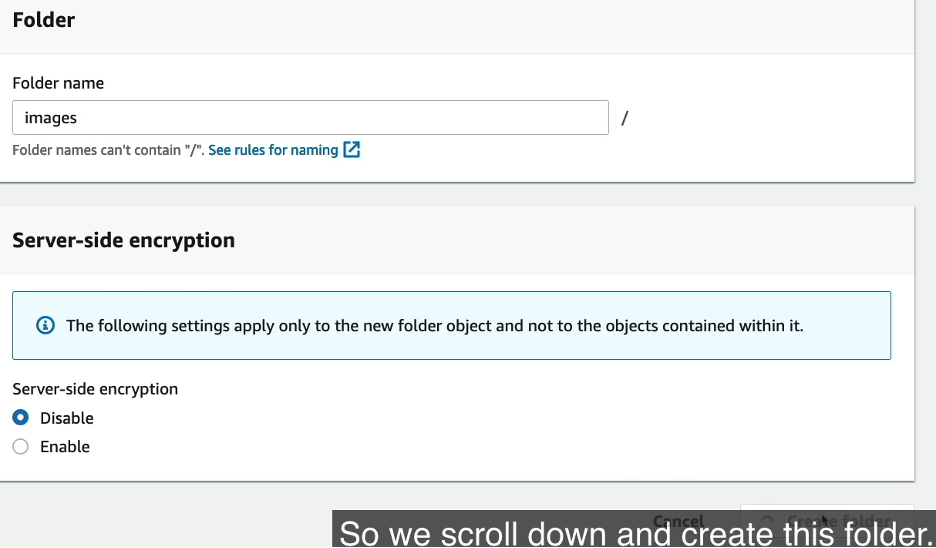 Folder
Folder name
images /
Folder names can't contain "/". See rules for naming
Server-side encryption
The following settings apply only to the new folder object and not to the objects contained within it.
Server-side encryption
Disable
Enable
Cancel Create folder
So we scroll down and create this folder.